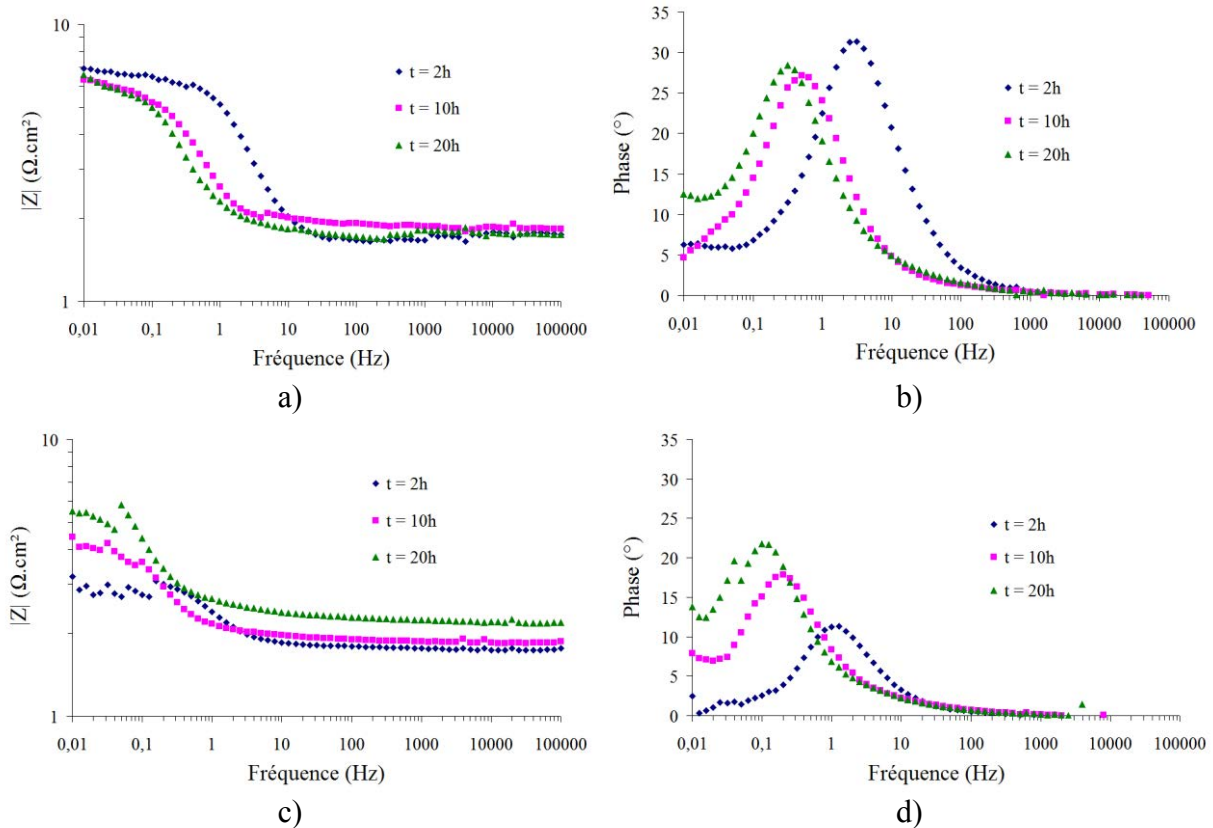 10
|Z| (Ω.cm²)
1
0,01 0,1 1 10 100 1000 10000 100000
Fréquence (Hz)
t = 2h
t = 10h
t = 20h
a)
35
30
25
20
15
10
5
0
Phase (°)
0,01 0,1 1 10 100 1000 10000 100000
Fréquence (Hz)
t = 2h
t = 10h
t = 20h
b)
10
|Z| (Ω.cm²)
1
0,01 0,1 1 10 100 1000 10000 100000
Fréquence (Hz)
t = 2h
t = 10h
t = 20h
c)
35
30
25
20
15
10
5
0
Phase (°)
0,01 0,1 1 10 100 1000 10000 100000
Fréquence (Hz)
t = 2h
t = 10h
t = 20h
d)